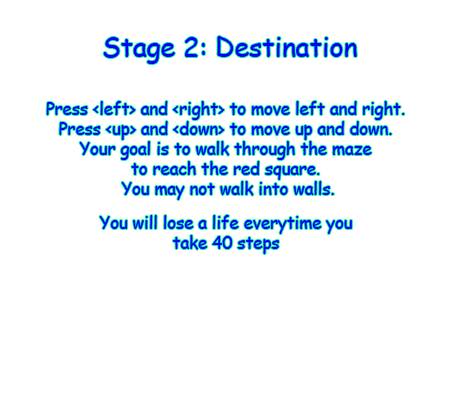 Stage 2: Destination
Press <left> and <right> to move left and right.
Press <up> and <down> to move up and down.
Your goal is to walk through the maze
to reach the red square.
You may not walk into walls.
You will lose a life everytime you
take 40 steps